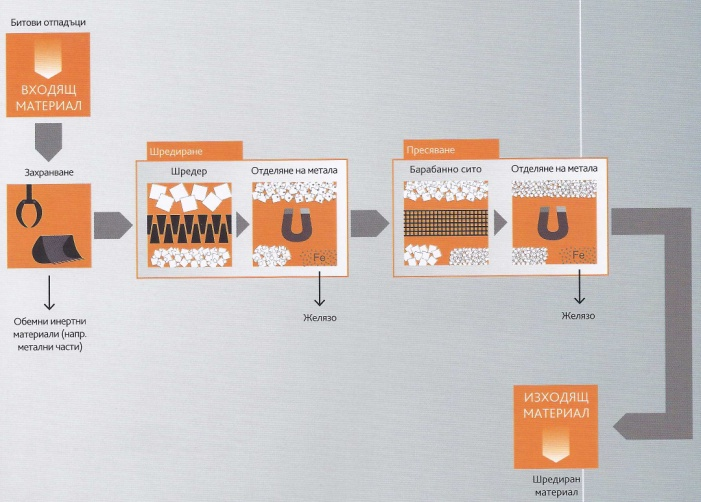 Битови отпадъци
ВХОДЯЩ
МАТЕРИАЛ
Захранване
Шредиране
Шредер
Отделяне на метала
Fe
Пресяване
Барабанно сито
Отделяне на метала
Fe
Обемни инертни
материали (напр.
метални части)
Желязо
Желязо
ИЗХОДЯЩ
МАТЕРИАЛ
Шредиран
материал